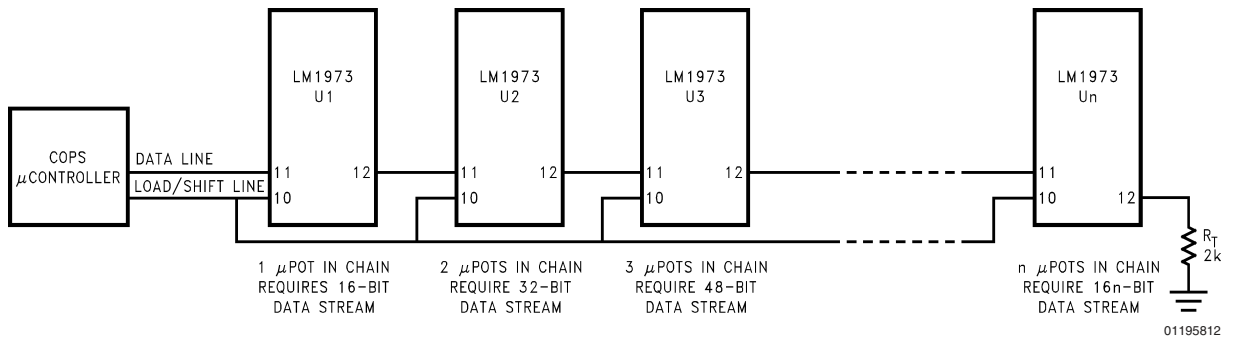 COPS
μCONTROLLER
DATA LINE
LOAD/SHIFT LINE
LM1973
U1
11
12
10
LM1973
U2
11
12
10
LM1973
U3
11
12
10
LM1973
Un
11
10
12
RT
2k
1 μPOT IN CHAIN
REQUIRES 16-BIT
DATA STREAM
2 μPOTS IN CHAIN
REQUIRE 32-BIT
DATA STREAM
3 μPOTS IN CHAIN
REQUIRE 48-BIT
DATA STREAM
n μPOTS IN CHAIN
REQUIRE 16n-BIT
DATA STREAM
01195812